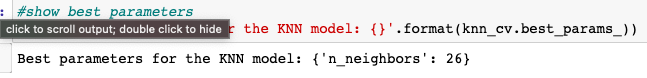 : #show best parameters
click to scroll output; double click to hide r the KNN model: {}'.format(knn_cv.best_params_))
Best parameters for the KNN model: {'n_neighbors': 26}